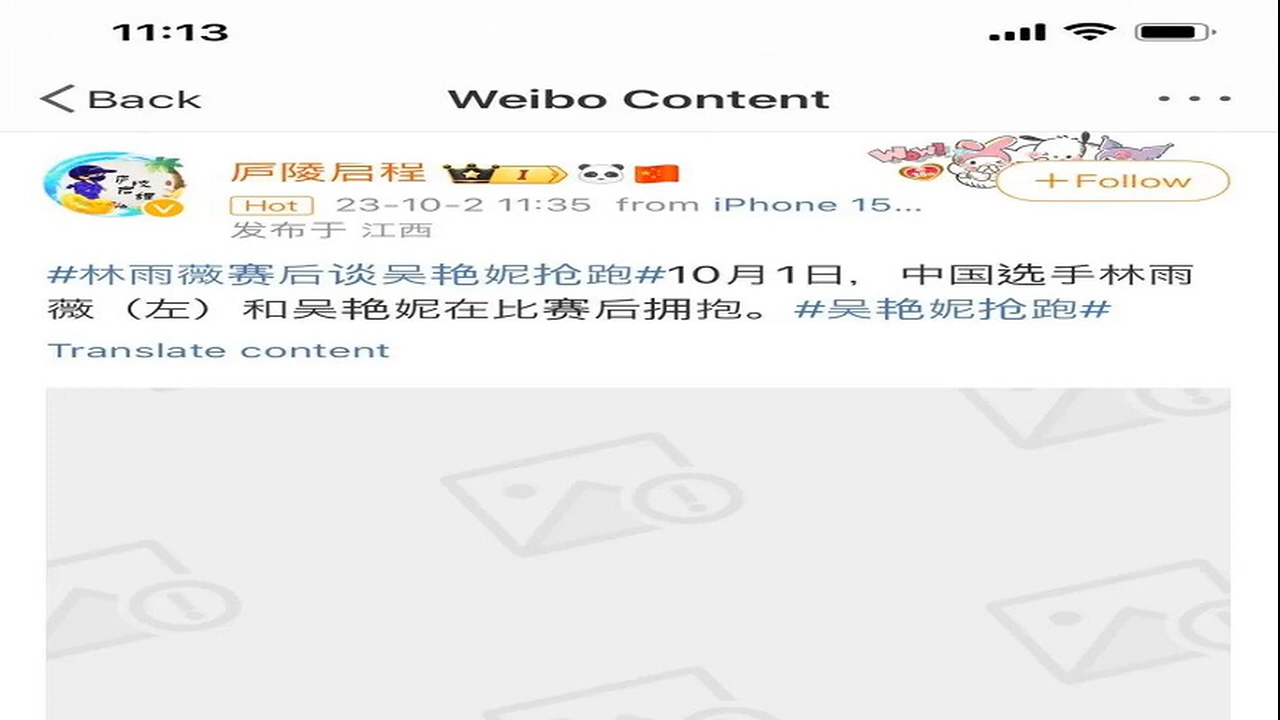 11:13
Back
Weibo Content
庐陵启程
I
Wow!
+Follow
Hot 23-10-2 11:35 from iPhone 15...
发布于 江西
#林雨薇赛后谈吴艳妮抢跑#10月1日，中国选手林雨
薇（左）和吴艳妮在比赛后拥抱。#吴艳妮抢跑#
Translate content